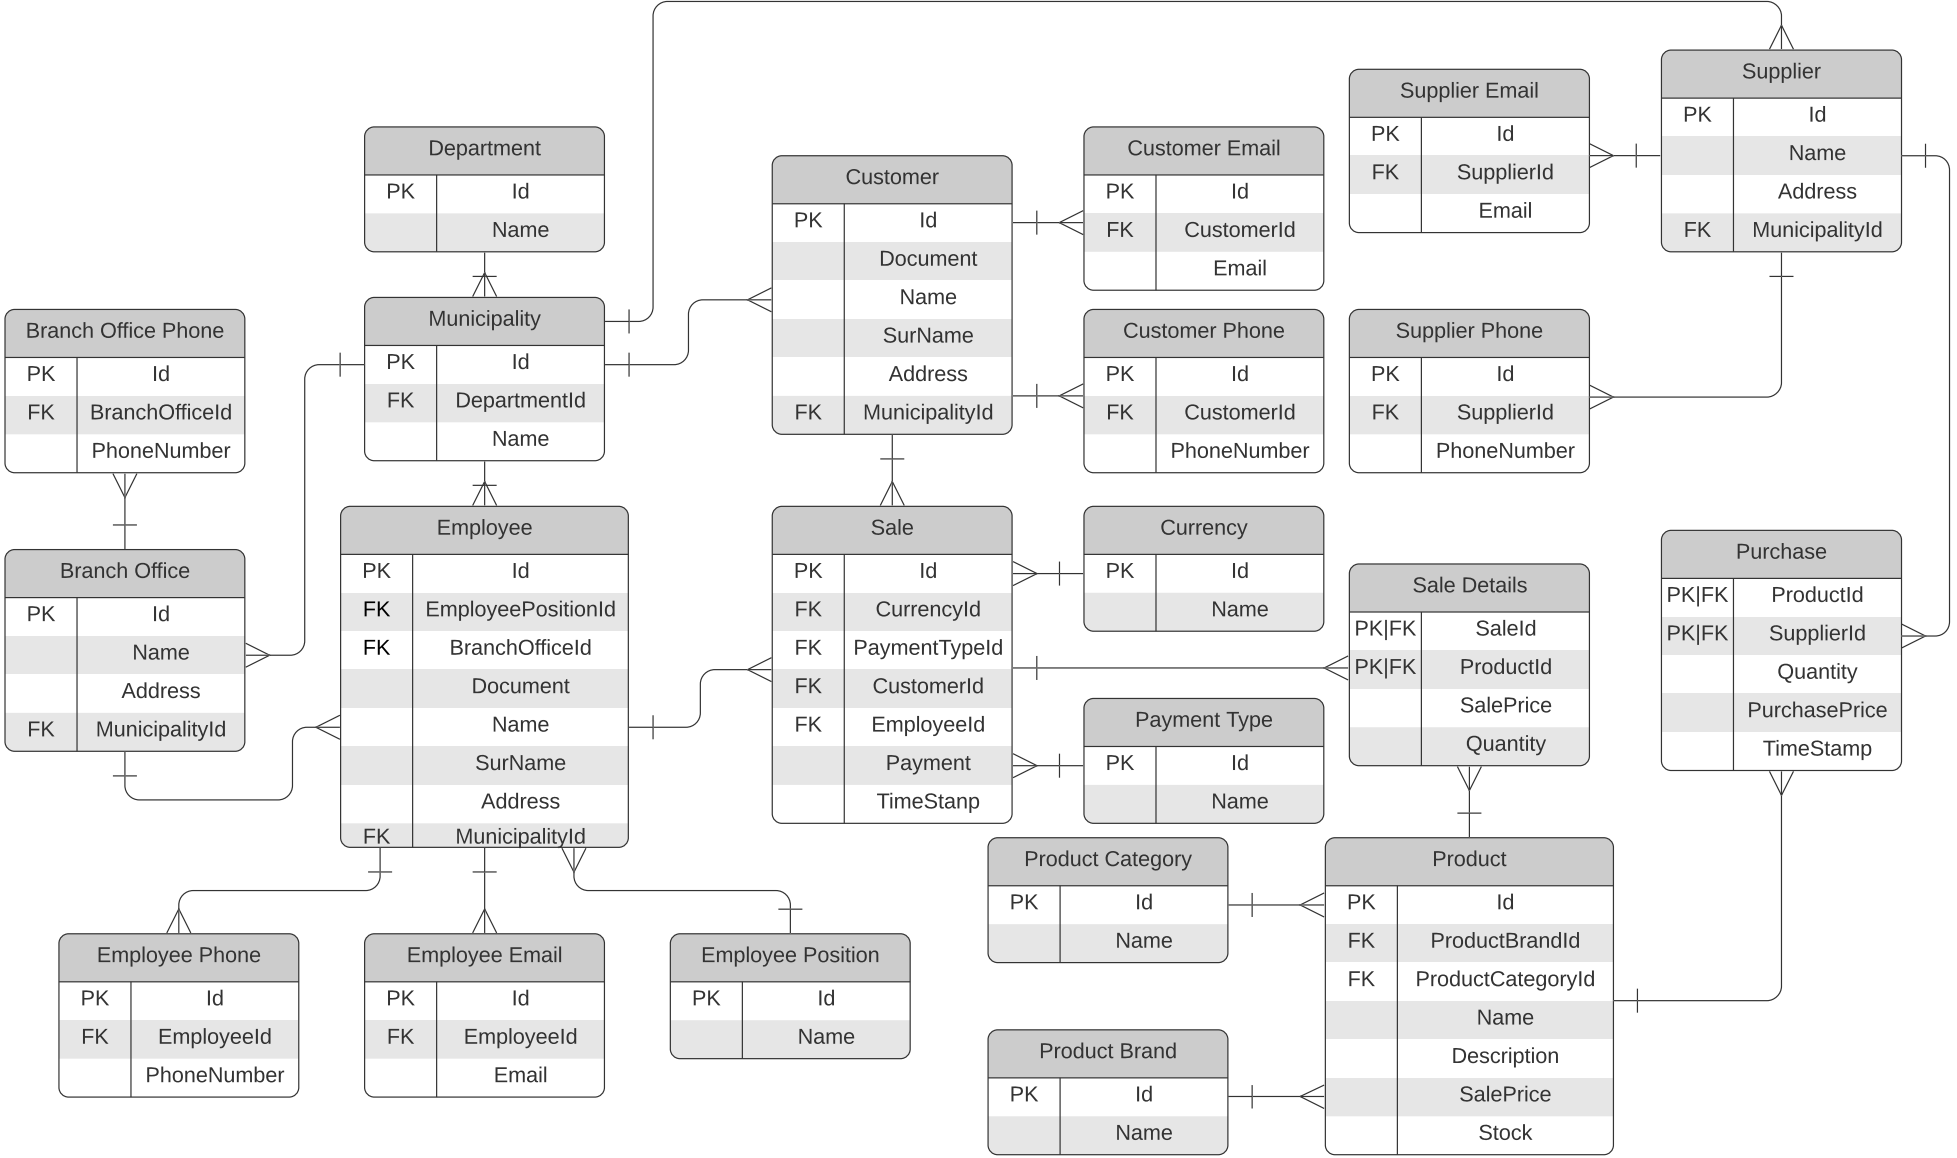 Supplier
PK Id
Name
Address
FK MunicipalityId
Supplier Email
PK Id
FK SupplierId
Email
Department
PK Id
Name
Customer
PK Id
Document
Name
SurName
Address
FK MunicipalityId
Customer Email
PK Id
FK CustomerId
Email
Branch Office Phone
PK Id
FK BranchOfficeId
PhoneNumber
Municipality
PK Id
FK DepartmentId
Name
Customer Phone
PK Id
FK CustomerId
PhoneNumber
Supplier Phone
PK Id
FK SupplierId
PhoneNumber
Branch Office
PK Id
Name
Address
FK MunicipalityId
Employee
PK Id
FK EmployeePositionId
FK BranchOfficeId
Document
Name
SurName
Address
FK MunicipalityId
Sale
PK Id
FK CurrencyId
FK PaymentTypeId
FK CustomerId
FK EmployeeId
Payment
TimeStanp
Currency
PK Id
Name
Sale Details
PK|FK SaleId
PK|FK ProductId
SalePrice
Quantity
Purchase
PK|FK ProductId
PK|FK SupplierId
Quantity
PurchasePrice
TimeStamp
Payment Type
PK Id
Name
Product Category
PK Id
Name
Product
PK Id
FK ProductBrandId
FK ProductCategoryId
Name
Description
SalePrice
Stock
Employee Phone
PK Id
FK EmployeeId
PhoneNumber
Employee Email
PK Id
FK EmployeeId
Email
Employee Position
PK Id
Name
Product Brand
PK Id
Name